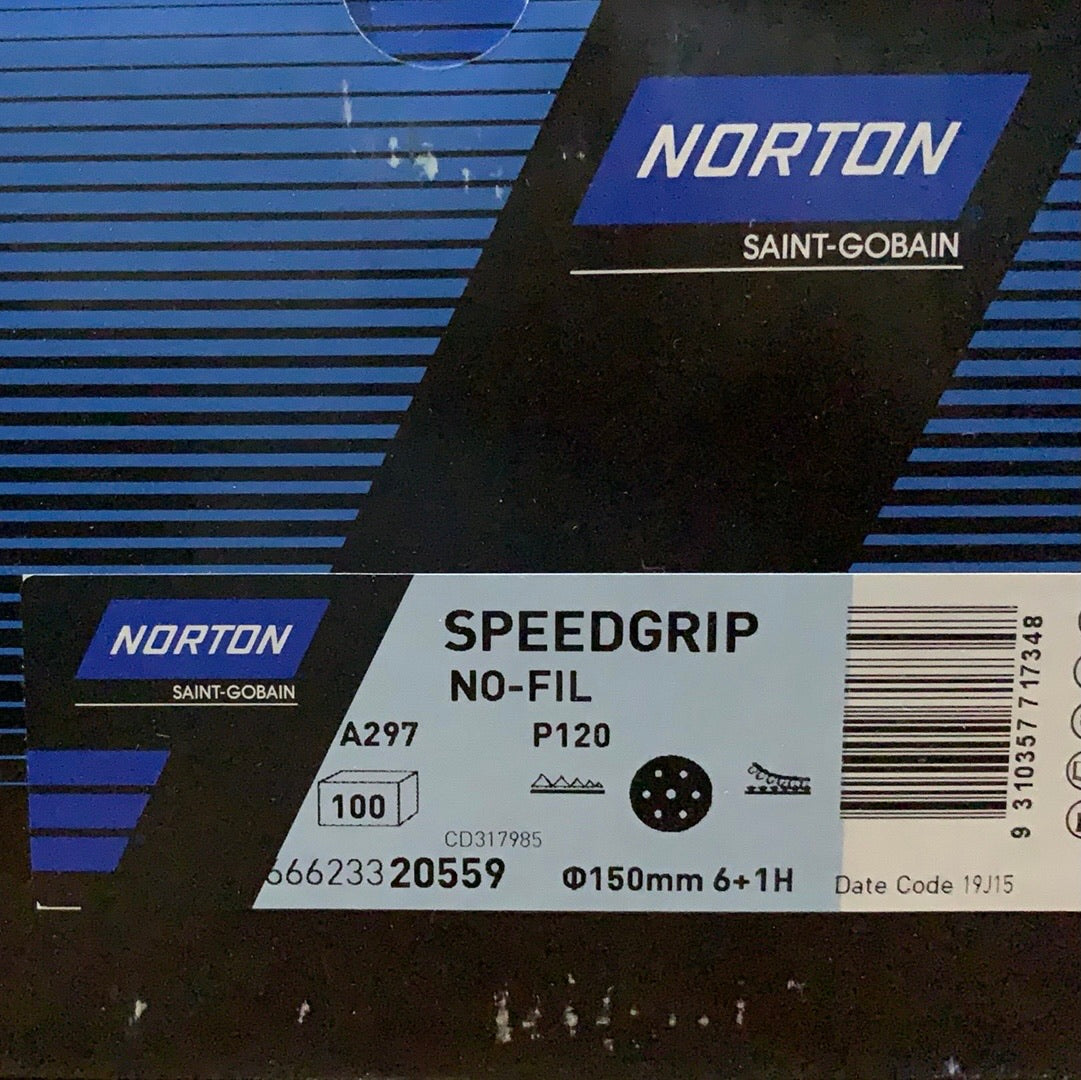 NORTON
SAINT-GOBAIN
NORTON
SAINT-GOBAIN
SPEEDGRIP
NO-FIL
A297
P120
100
CD317985
66623320559
Φ150mm 6+1H
9 310357 717348
Date Code 19J15